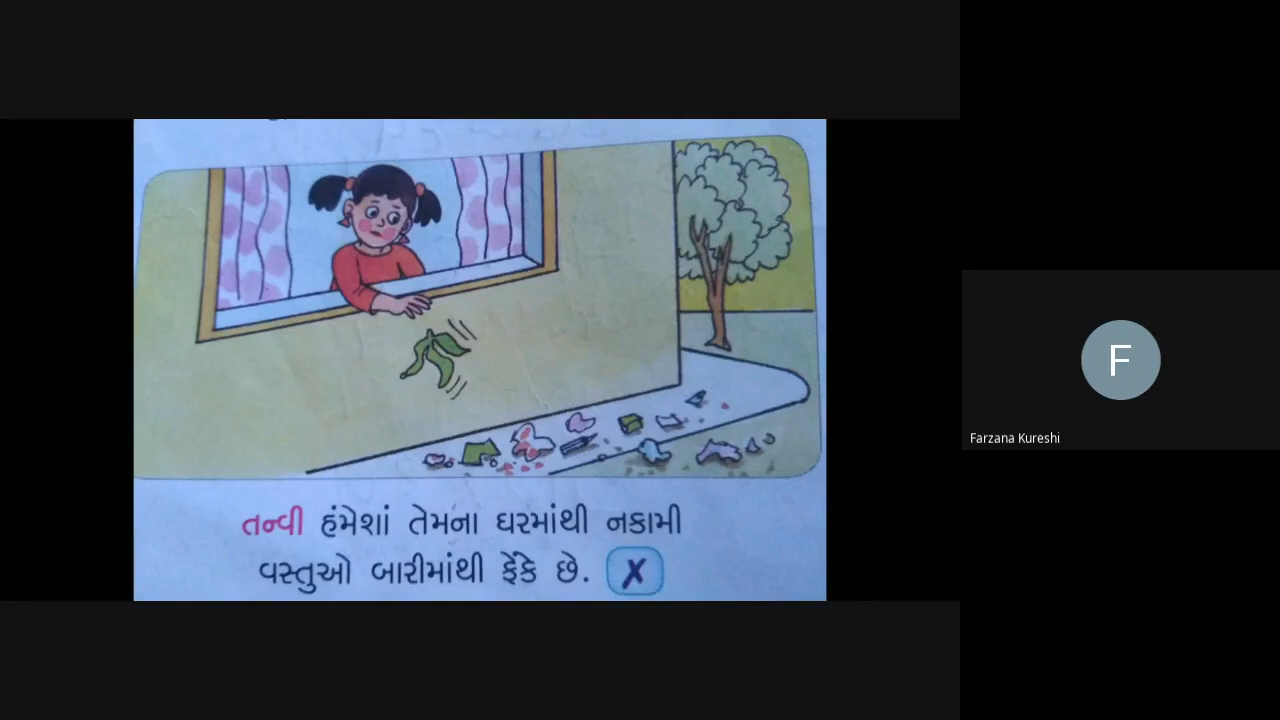 તન્વી હંમેશાં તેમના ઘરમાંથી નકામી
વસ્તુઓ બારીમાંથી ફેંકે છે. X
F
Farzana Kureshi